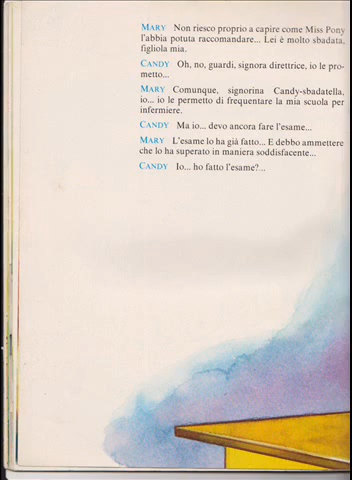 MARY Non riesco proprio a capire come Miss Pony
l'abbia potuta raccomandare... Lei è molto sbadata,
figliola mia.
CANDY Oh, no, guardi, signora direttrice, io le pro-
metto...
MARY Comunque, signorina Candy-sbadatella,
io... io le permetto di frequentare la mia scuola per
infermiere.
CANDY Ma io... devo ancora fare l'esame...
MARY L'esame lo ha già fatto... E debbo ammettere
che lo ha superato in maniera soddisfacente...
CANDY Io... ho fatto l'esame?...